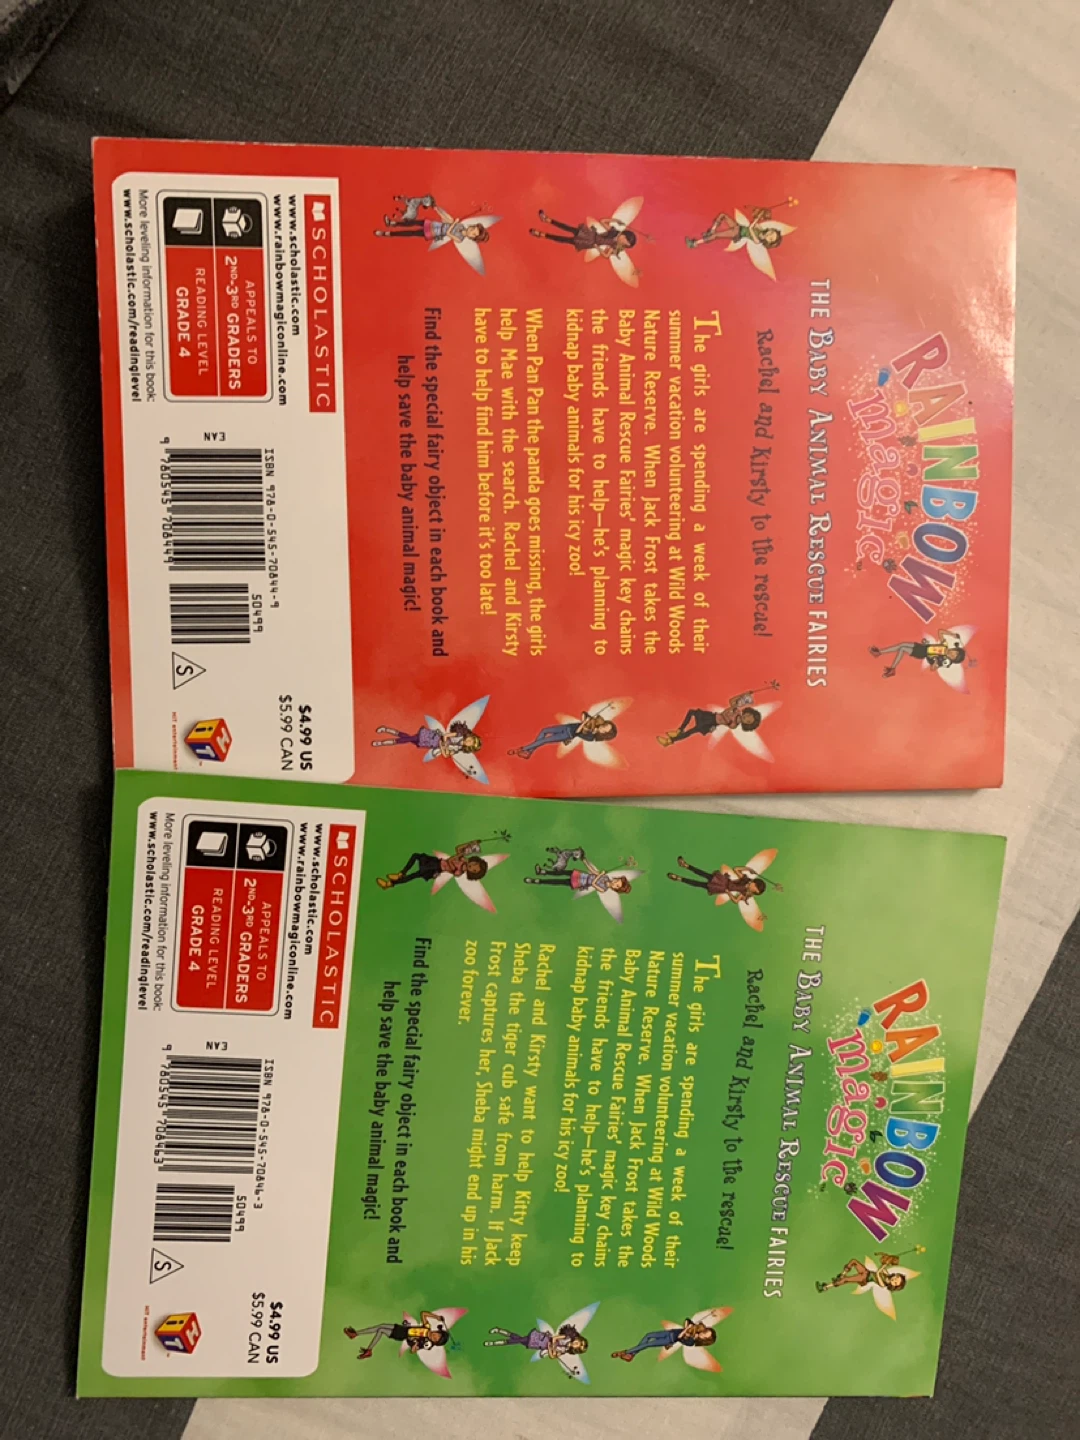 RAINBOW
magic™
THE BABY ANIMAL RESCUE FAIRIES
Rachel and Kirsty to the rescue!
The girls are spending a week of their
summer vacation volunteering at Wild Woods
Nature Reserve. When Jack Frost takes the
Baby Animal Rescue Fairies' magic key chains
the friends have to help—he's planning to
kidnap baby animals for his icy zoo!
When Pan Pan the panda goes missing, the girls
help Mae with the search. Rachel and Kirsty
have to help find him before it's too late!
Find the special fairy object in each book and
help save the baby animal magic!
SCHOLASTIC
www.scholastic.com
www.rainbowmagiconline.com
APPEALS TO
2ND–3RD GRADERS
READING LEVEL
GRADE 4
More leveling information for this book:
www.scholastic.com/readinglevel
ISBN 978-0-545-70844-9
50499
EAN
9 780545 708449
S
$4.99 US
$5.99 CAN
HiT™
HiT entertainment
RAINBOW
magic™
THE BABY ANIMAL RESCUE FAIRIES
Rachel and Kirsty to the rescue!
The girls are spending a week of their
summer vacation volunteering at Wild Woods
Nature Reserve. When Jack Frost takes the
Baby Animal Rescue Fairies' magic key chains
the friends have to help—he's planning to
kidnap baby animals for his icy zoo!
Rachel and Kirsty want to help Kitty keep
Sheba the tiger cub safe from harm. If Jack
Frost captures her, Sheba might end up in his
zoo forever.
Find the special fairy object in each book and
help save the baby animal magic!
SCHOLASTIC
www.scholastic.com
www.rainbowmagiconline.com
APPEALS TO
2ND–3RD GRADERS
READING LEVEL
GRADE 4
More leveling information for this book:
www.scholastic.com/readinglevel
ISBN 978-0-545-70846-3
50499
EAN
9 780545 708463
S
$4.99 US
$5.99 CAN
HiT™
HiT entertainment